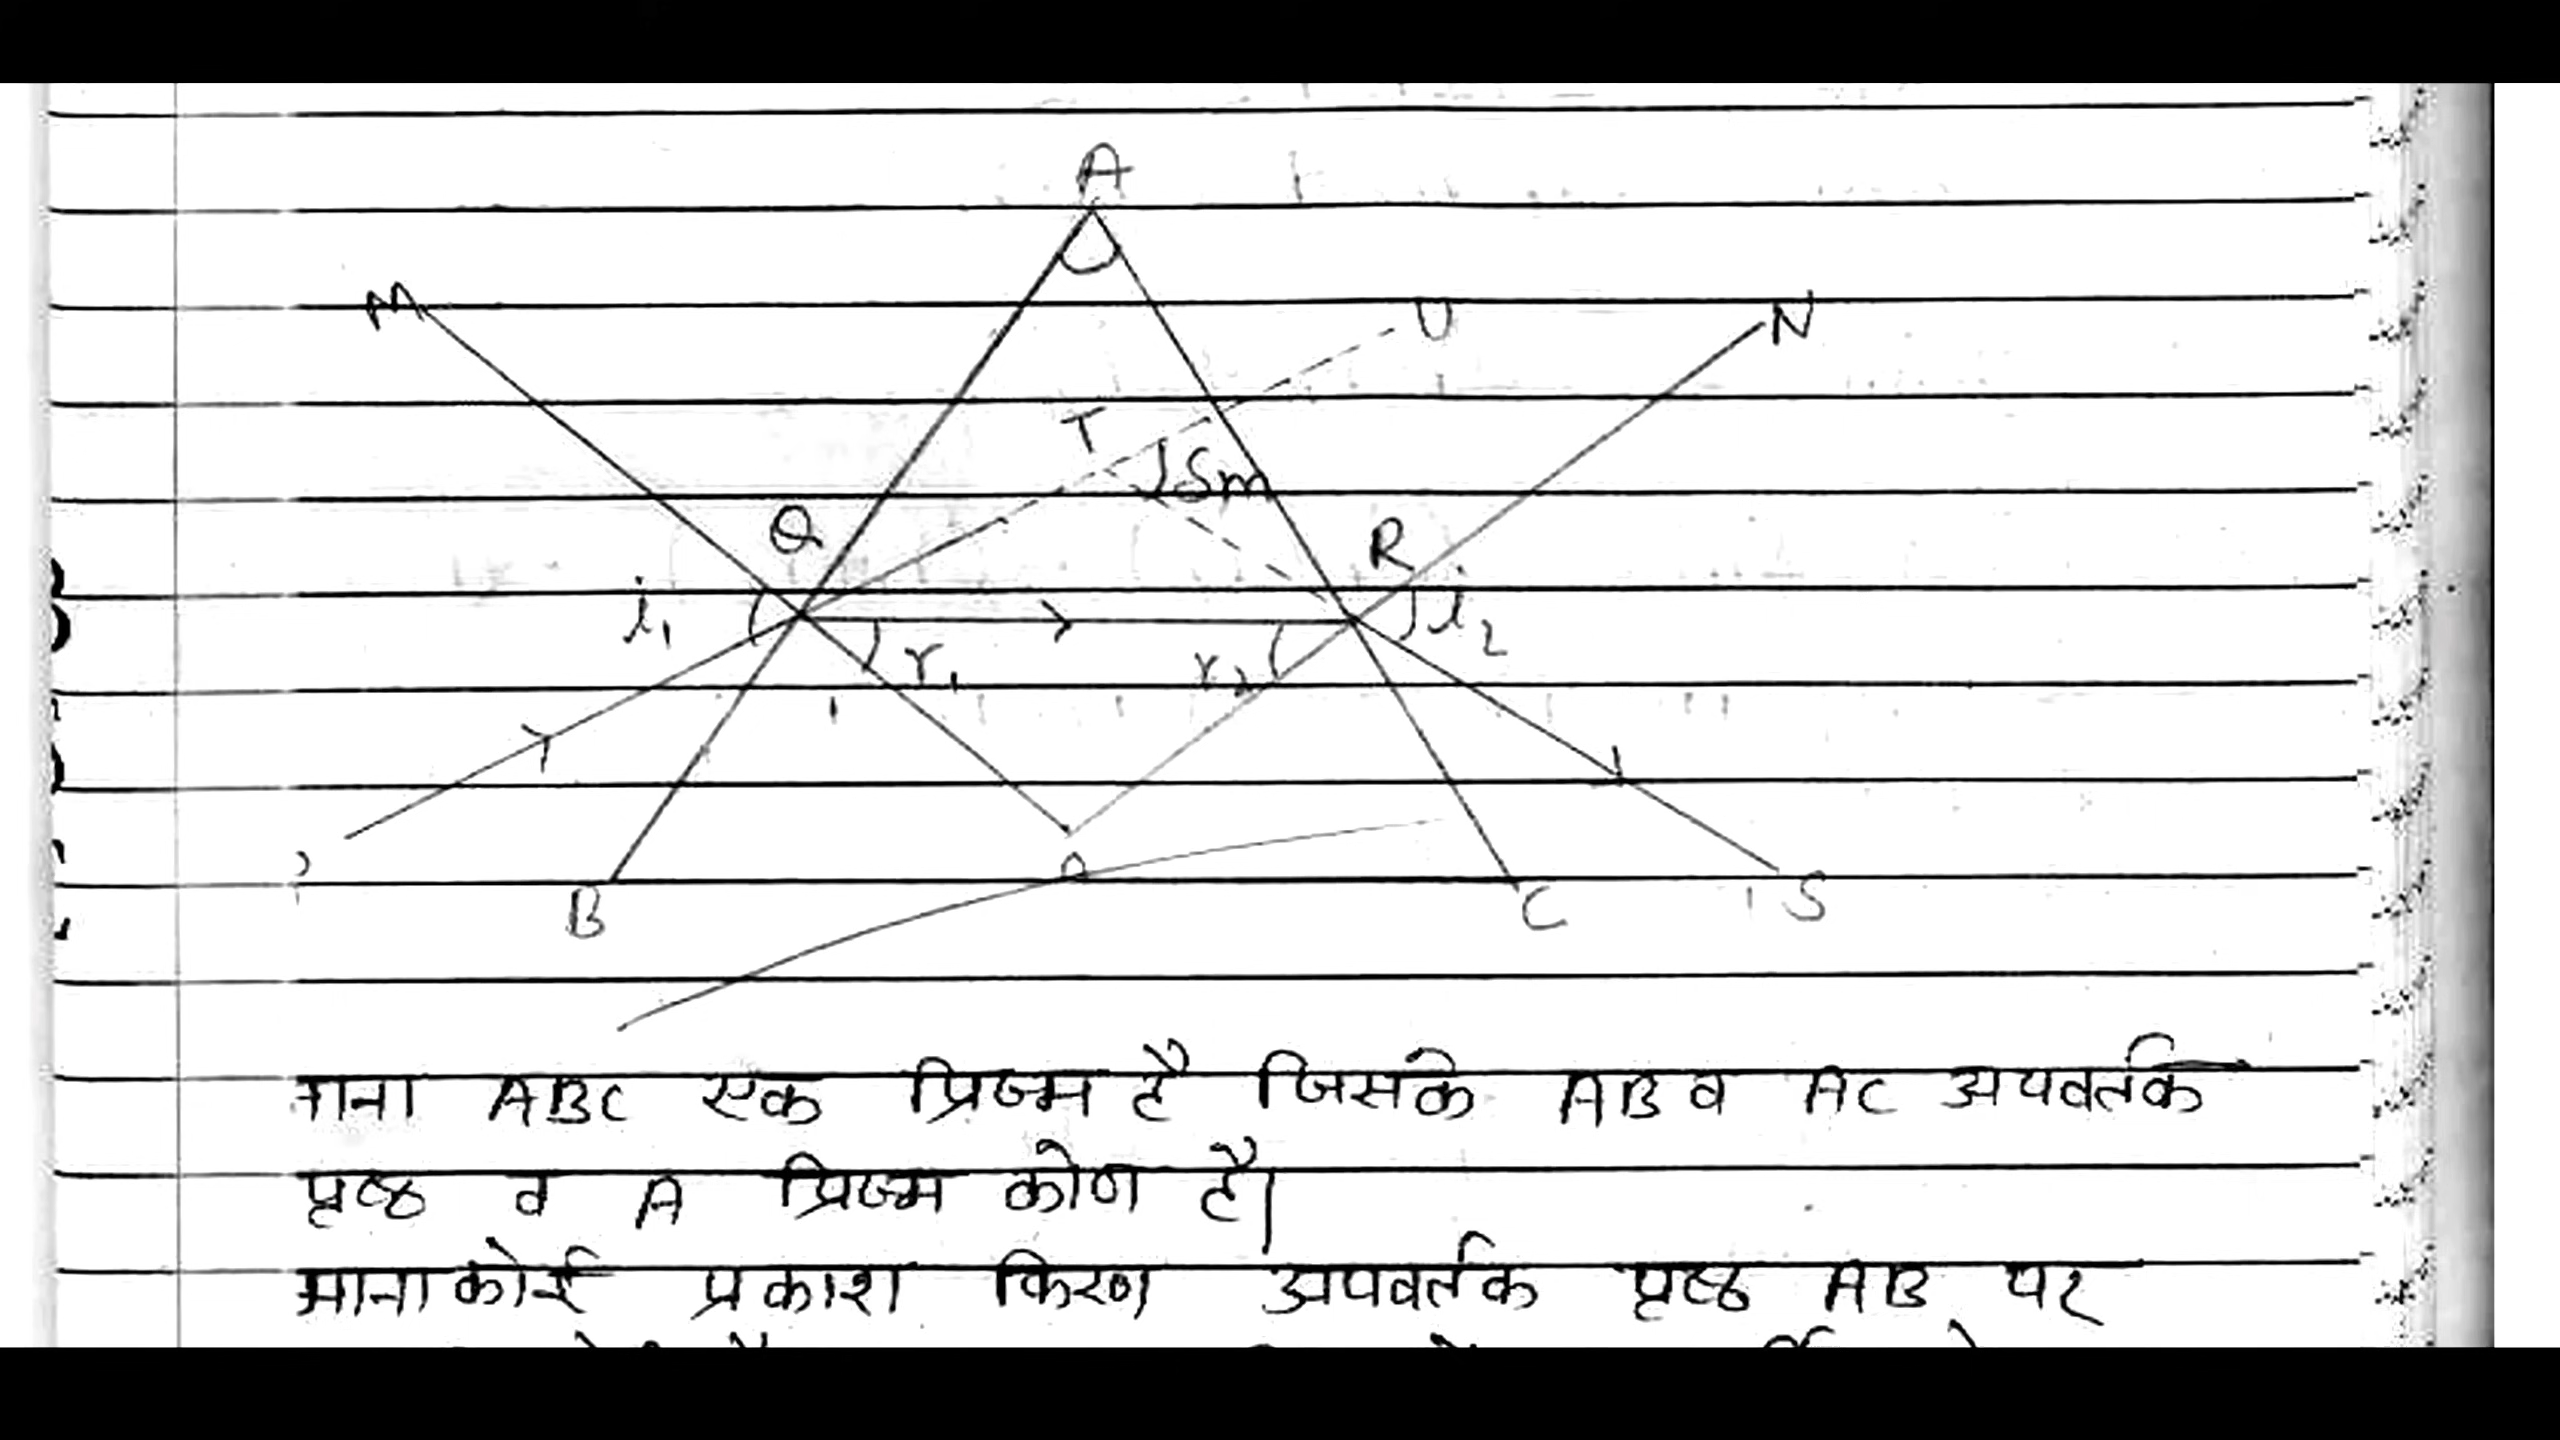 A
M
U
N
T
δm
Q
R
i1
i2
r1
r2
P
B
C
S
माना ABC एक प्रिज्म है जिसके AB व AC अपवर्तक
पृष्ठ व A प्रिज्म कोण है।
माना कोई प्रकाश किरण अपवर्तक पृष्ठ AB पर